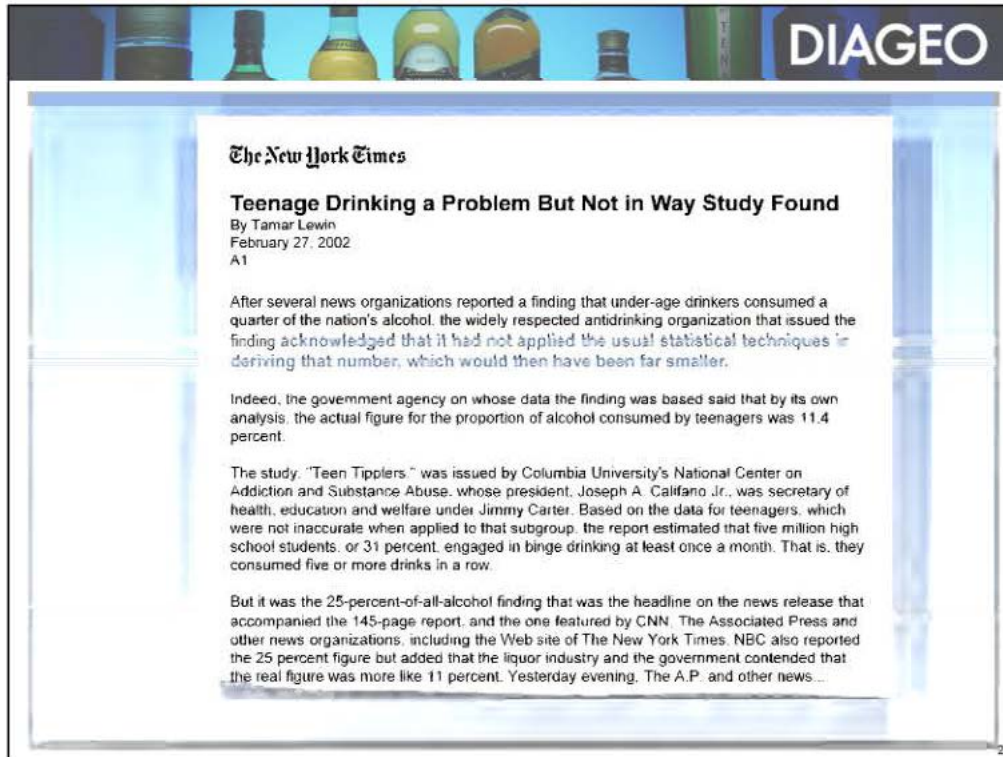 DIAGEO
The New York Times
Teenage Drinking a Problem But Not in Way Study Found
By Tamar Lewin
February 27, 2002
A1
After several news organizations reported a finding that under-age drinkers consumed a
quarter of the nation's alcohol, the widely respected antidrinking organization that issued the
finding acknowledged that it had not applied the usual statistical techniques in
deriving that number, which would then have been far smaller.
Indeed, the government agency on whose data the finding was based said that by its own
analysis, the actual figure for the proportion of alcohol consumed by teenagers was 11.4
percent.
The study, "Teen Tipplers," was issued by Columbia University's National Center on
Addiction and Substance Abuse, whose president, Joseph A. Califano Jr., was secretary of
health, education and welfare under Jimmy Carter. Based on the data for teenagers, which
were not inaccurate when applied to that subgroup, the report estimated that five million high
school students, or 31 percent, engaged in binge drinking at least once a month. That is, they
consumed five or more drinks in a row.
But it was the 25-percent-of-all-alcohol finding that was the headline on the news release that
accompanied the 145-page report, and the one featured by CNN, The Associated Press and
other news organizations, including the Web site of The New York Times. NBC also reported
the 25 percent figure but added that the liquor industry and the government contended that
the real figure was more like 11 percent. Yesterday evening, The A.P. and other news...
2